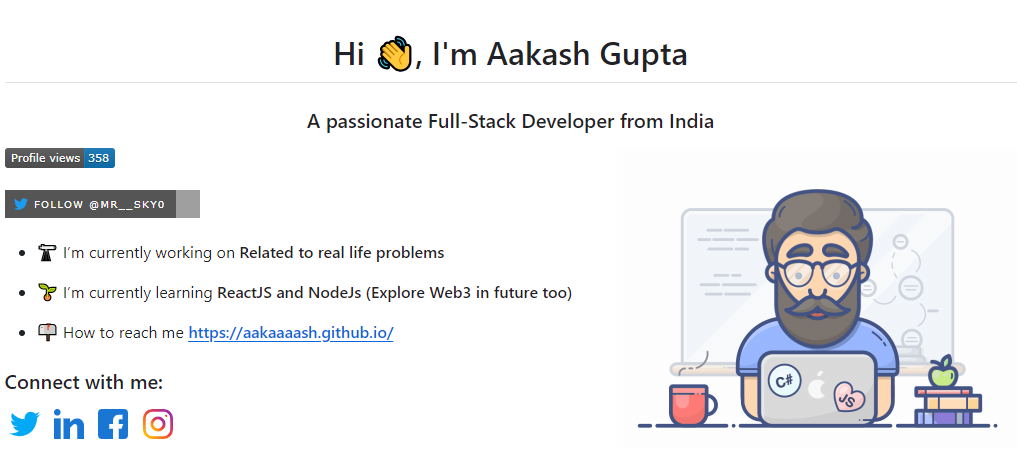 Hi 👋, I'm Aakash Gupta
A passionate Full-Stack Developer from India
Profile views 358
FOLLOW @MR__SKY0
I’m currently working on Related to real life problems
I’m currently learning ReactJS and NodeJs (Explore Web3 in future too)
How to reach me https://aakaaaash.github.io/
Connect with me:
C#
JS